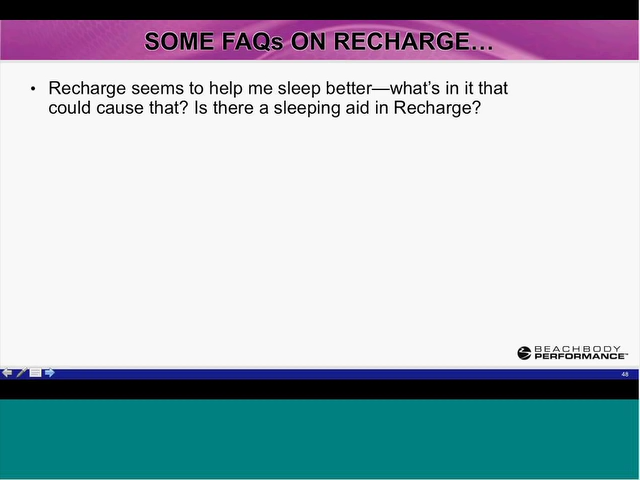 SOME FAQs ON RECHARGE…
• Recharge seems to help me sleep better—what’s in it that
could cause that? Is there a sleeping aid in Recharge?
BEACHBODY
PERFORMANCE™
48